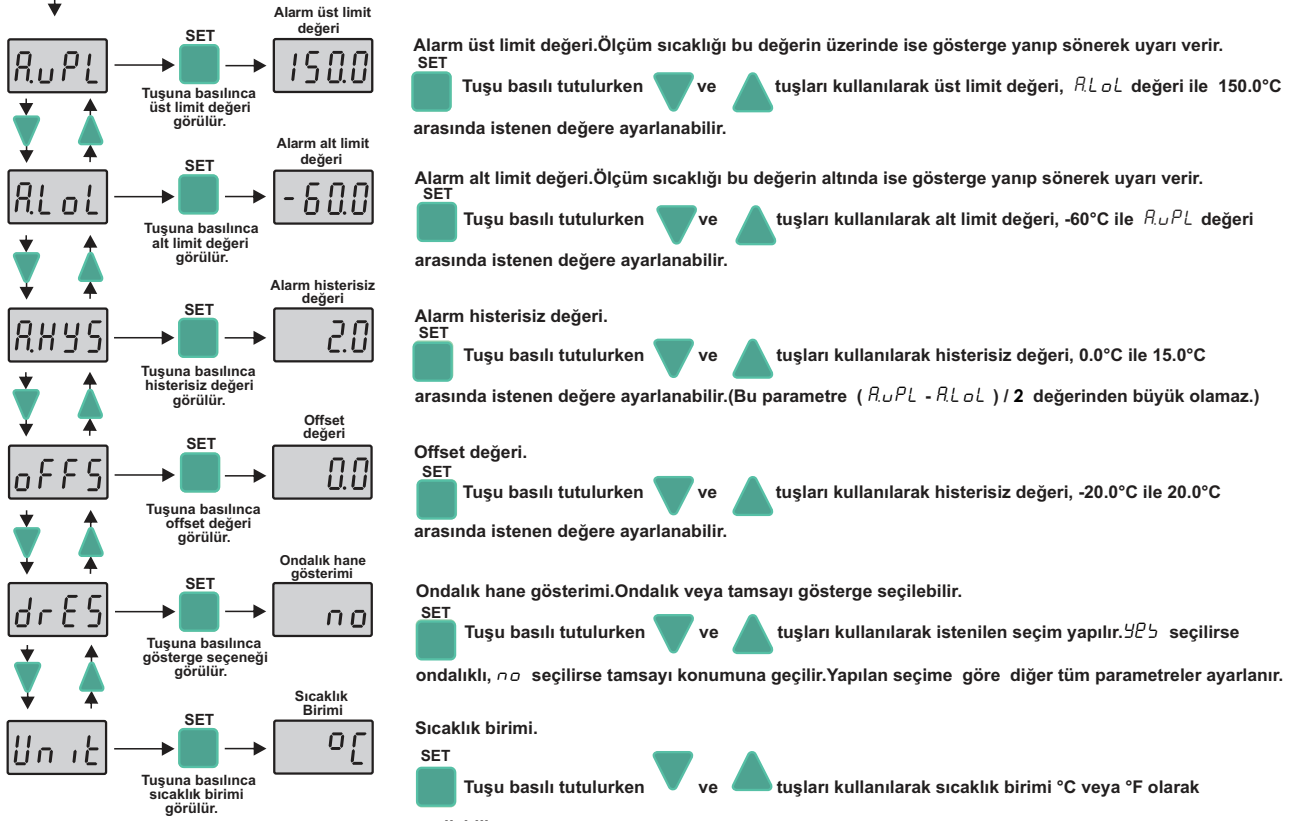 Alarm üst limit
değeri
SET
A.uPL
150.0
Tuşuna basılınca
üst limit değeri
görülür.
Alarm üst limit değeri.Ölçüm sıcaklığı bu değerin üzerinde ise gösterge yanıp sönerek uyarı verir.
SET
Tuşu basılı tutulurken ve tuşları kullanılarak üst limit değeri, A.LoL değeri ile 150.0°C
arasında istenen değere ayarlanabilir.
Alarm alt limit
değeri
SET
A.LoL
-60.0
Tuşuna basılınca
alt limit değeri
görülür.
Alarm alt limit değeri.Ölçüm sıcaklığı bu değerin altında ise gösterge yanıp sönerek uyarı verir.
SET
Tuşu basılı tutulurken ve tuşları kullanılarak alt limit değeri, -60°C ile A.uPL değeri
arasında istenen değere ayarlanabilir.
Alarm histerisiz
değeri
SET
A.HYS
2.0
Tuşuna basılınca
histerisiz değeri
görülür.
Alarm histerisiz değeri.
SET
Tuşu basılı tutulurken ve tuşları kullanılarak histerisiz değeri, 0.0°C ile 15.0°C
arasında istenen değere ayarlanabilir.(Bu parametre ( A.uPL - A.LoL ) / 2 değerinden büyük olamaz.)
Offset
değeri
SET
oFFS
0.0
Tuşuna basılınca
offset değeri
görülür.
Offset değeri.
SET
Tuşu basılı tutulurken ve tuşları kullanılarak histerisiz değeri, -20.0°C ile 20.0°C
arasında istenen değere ayarlanabilir.
Ondalık hane
gösterimi
SET
drES
no
Tuşuna basılınca
gösterge seçeneği
görülür.
Ondalık hane gösterimi.Ondalık veya tamsayı gösterge seçilebilir.
SET
Tuşu basılı tutulurken ve tuşları kullanılarak istenilen seçim yapılır.yes seçilirse
ondalıklı, no seçilirse tamsayı konumuna geçilir.Yapılan seçime göre diğer tüm parametreler ayarlanır.
Sıcaklık
Birimi
SET
Unit
°C
Tuşuna basılınca
sıcaklık birimi
görülür.
Sıcaklık birimi.
SET
Tuşu basılı tutulurken ve tuşları kullanılarak sıcaklık birimi °C veya °F olarak